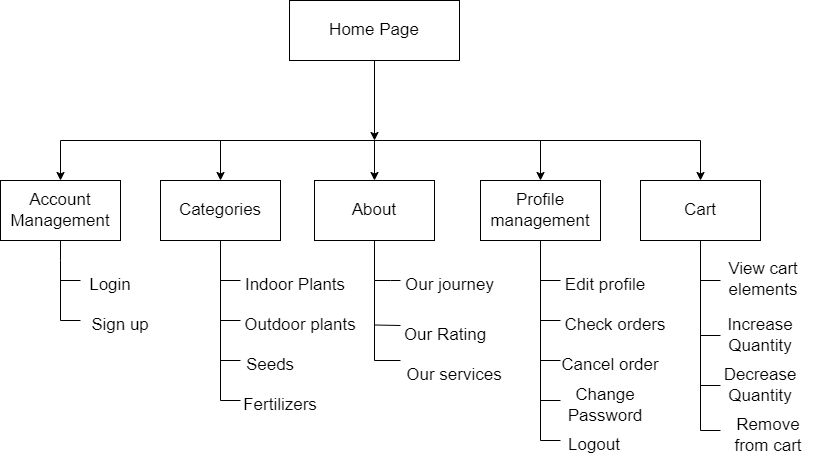 Home Page
Account
Management
Categories
About
Profile
management
Cart
Login
Sign up
Indoor Plants
Outdoor plants
Seeds
Fertilizers
Our journey
Our Rating
Our services
Edit profile
Check orders
Cancel order
Change
Password
Logout
View cart
elements
Increase
Quantity
Decrease
Quantity
Remove
from cart